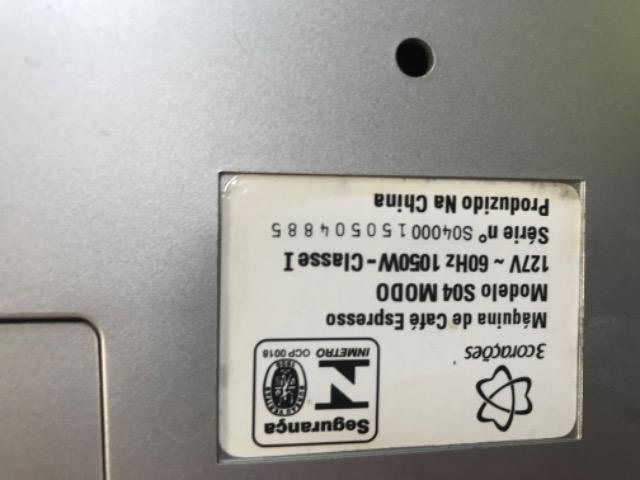 3corações
Segurança
INMETRO OCP 0018
Máquina de Café Espresso
Modelo S04 MODO
127V ~ 60Hz 1050W - Classe I
Série nº S04000150504885
Produzido Na China